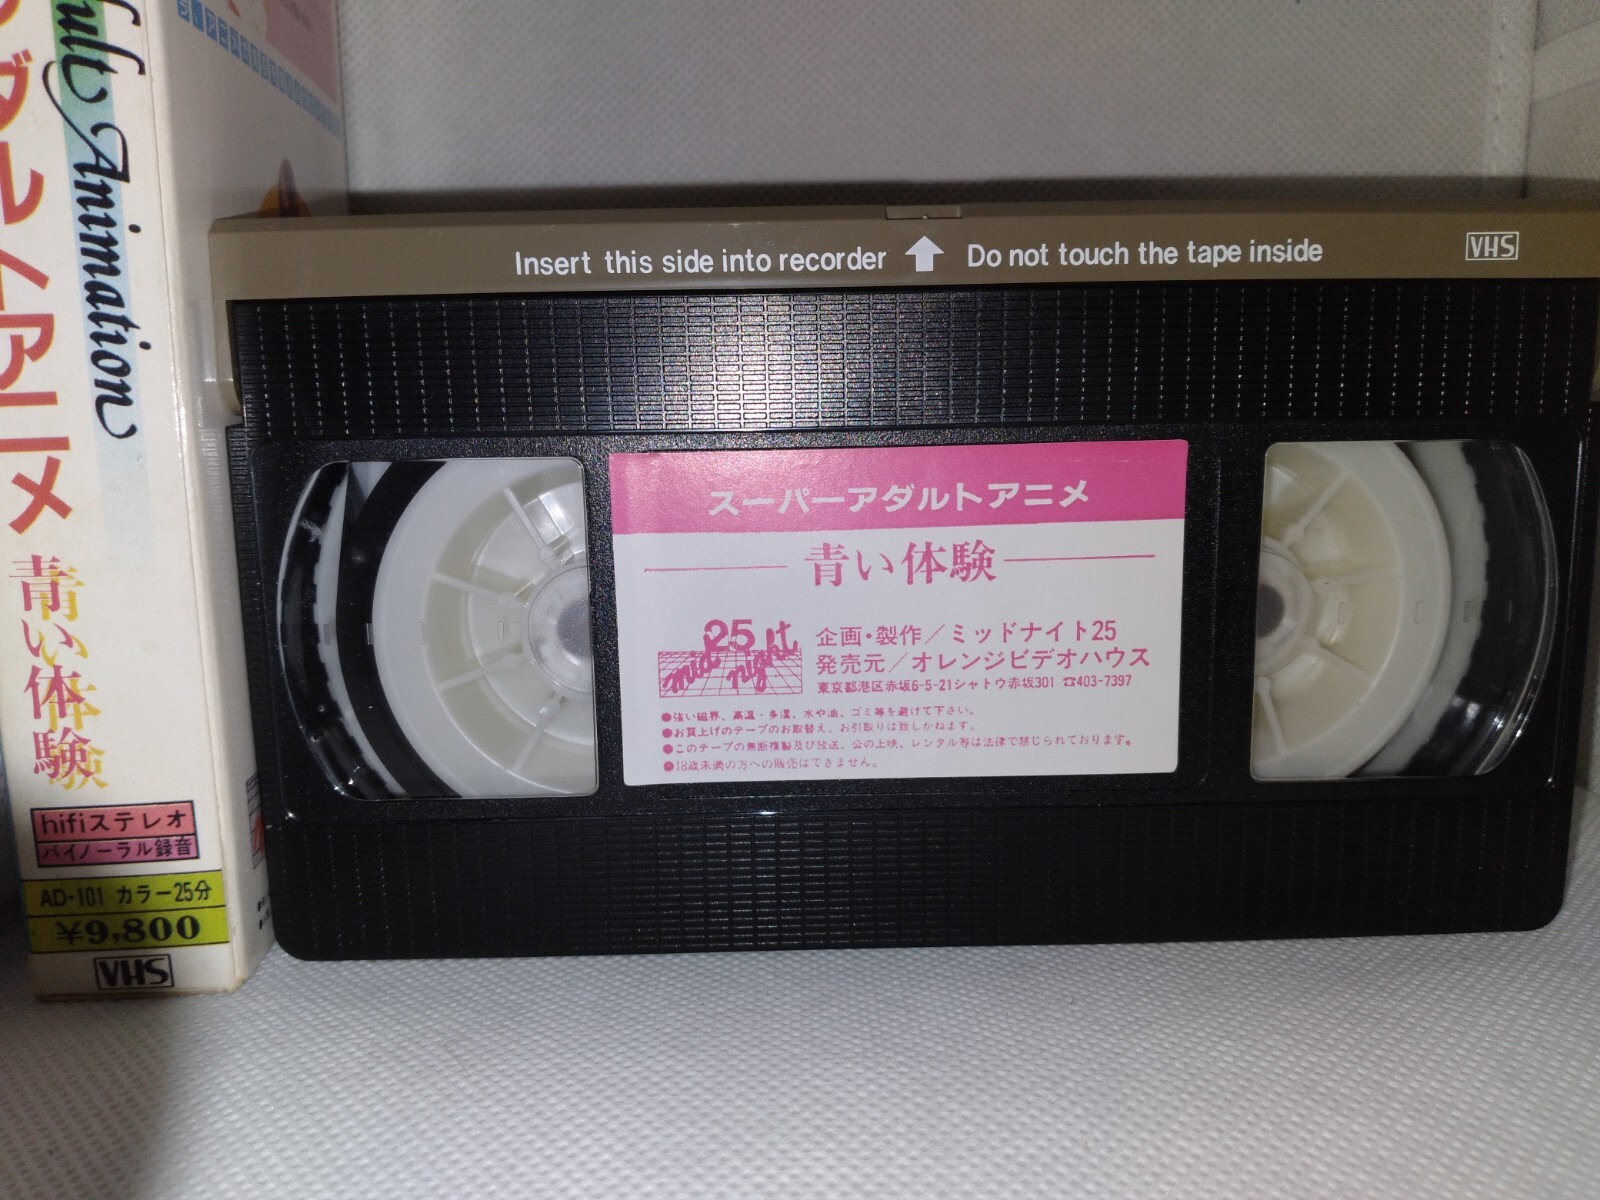 ダルトアニメ
Animation
青い体験
hifiステレオ
バイノーラル録音
AD-101 カラー25分
¥9,800
VHS
Insert this side into recorder Do not touch the tape inside VHS
スーパーアダルトアニメ
青い体験
25
mid night
企画・製作／ミッドナイト25
発売元／オレンジビデオハウス
東京都港区赤坂6-5-21シャトウ赤坂301 ☎403-7397
●強い磁界、高温・多湿、水や油、ゴミ等を避けて下さい。
●お買上げのテープのお取替え、お引取りは致しかねます。
●このテープの無断複製及び放送、公の上映、レンタル等は法律で禁じられております。
●18歳未満の方への販売はできません。